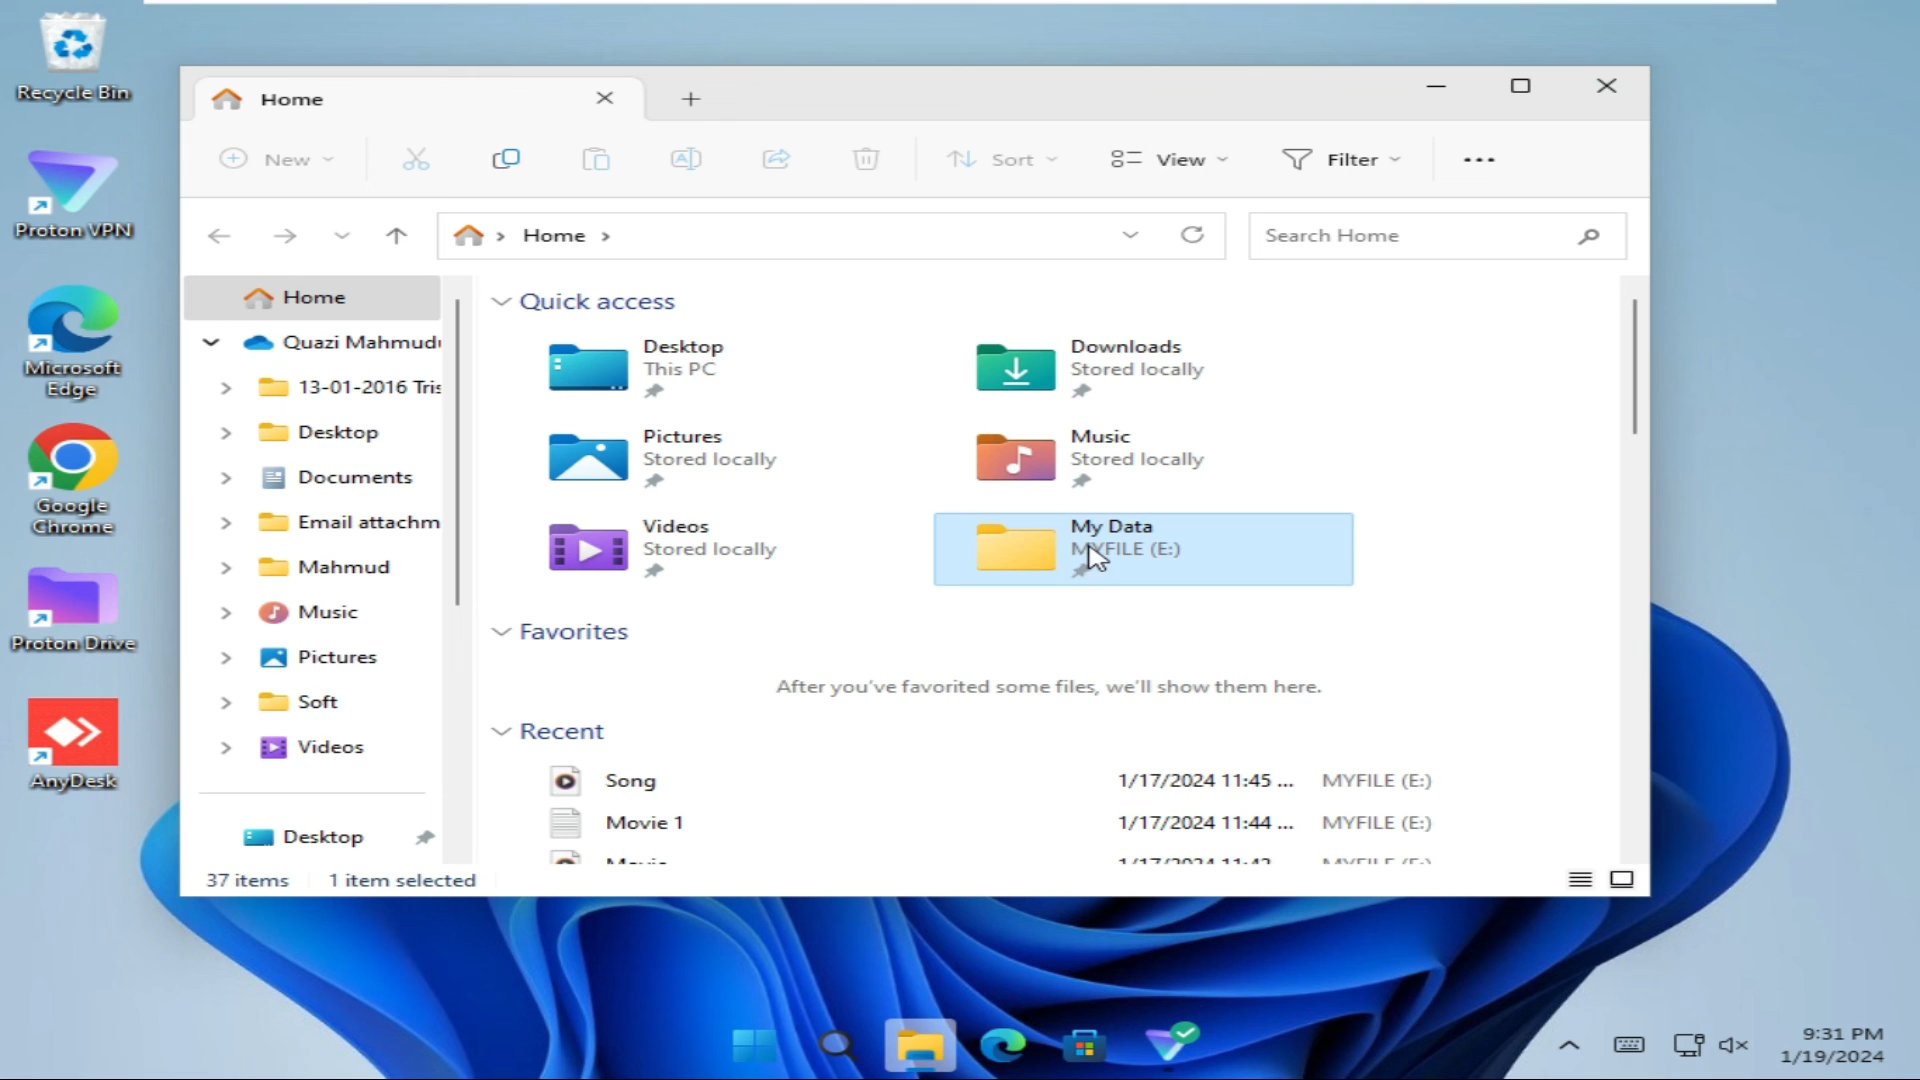 Recycle Bin
Proton VPN
Microsoft
Edge
Google
Chrome
Proton Drive
AnyDesk
Home
New
Sort
View
Filter
Home
Search Home
Home
Quazi Mahmud
13-01-2016 Tris
Desktop
Documents
Email attachm
Mahmud
Music
Pictures
Soft
Videos
Desktop
Quick access
Desktop
This PC
Downloads
Stored locally
Pictures
Stored locally
Music
Stored locally
Videos
Stored locally
My Data
MYFILE (E:)
Favorites
After you've favorited some files, we'll show them here.
Recent
Song 1/17/2024 11:45 ... MYFILE (E:)
Movie 1 1/17/2024 11:44 ... MYFILE (E:)
37 items 1 item selected
9:31 PM
1/19/2024